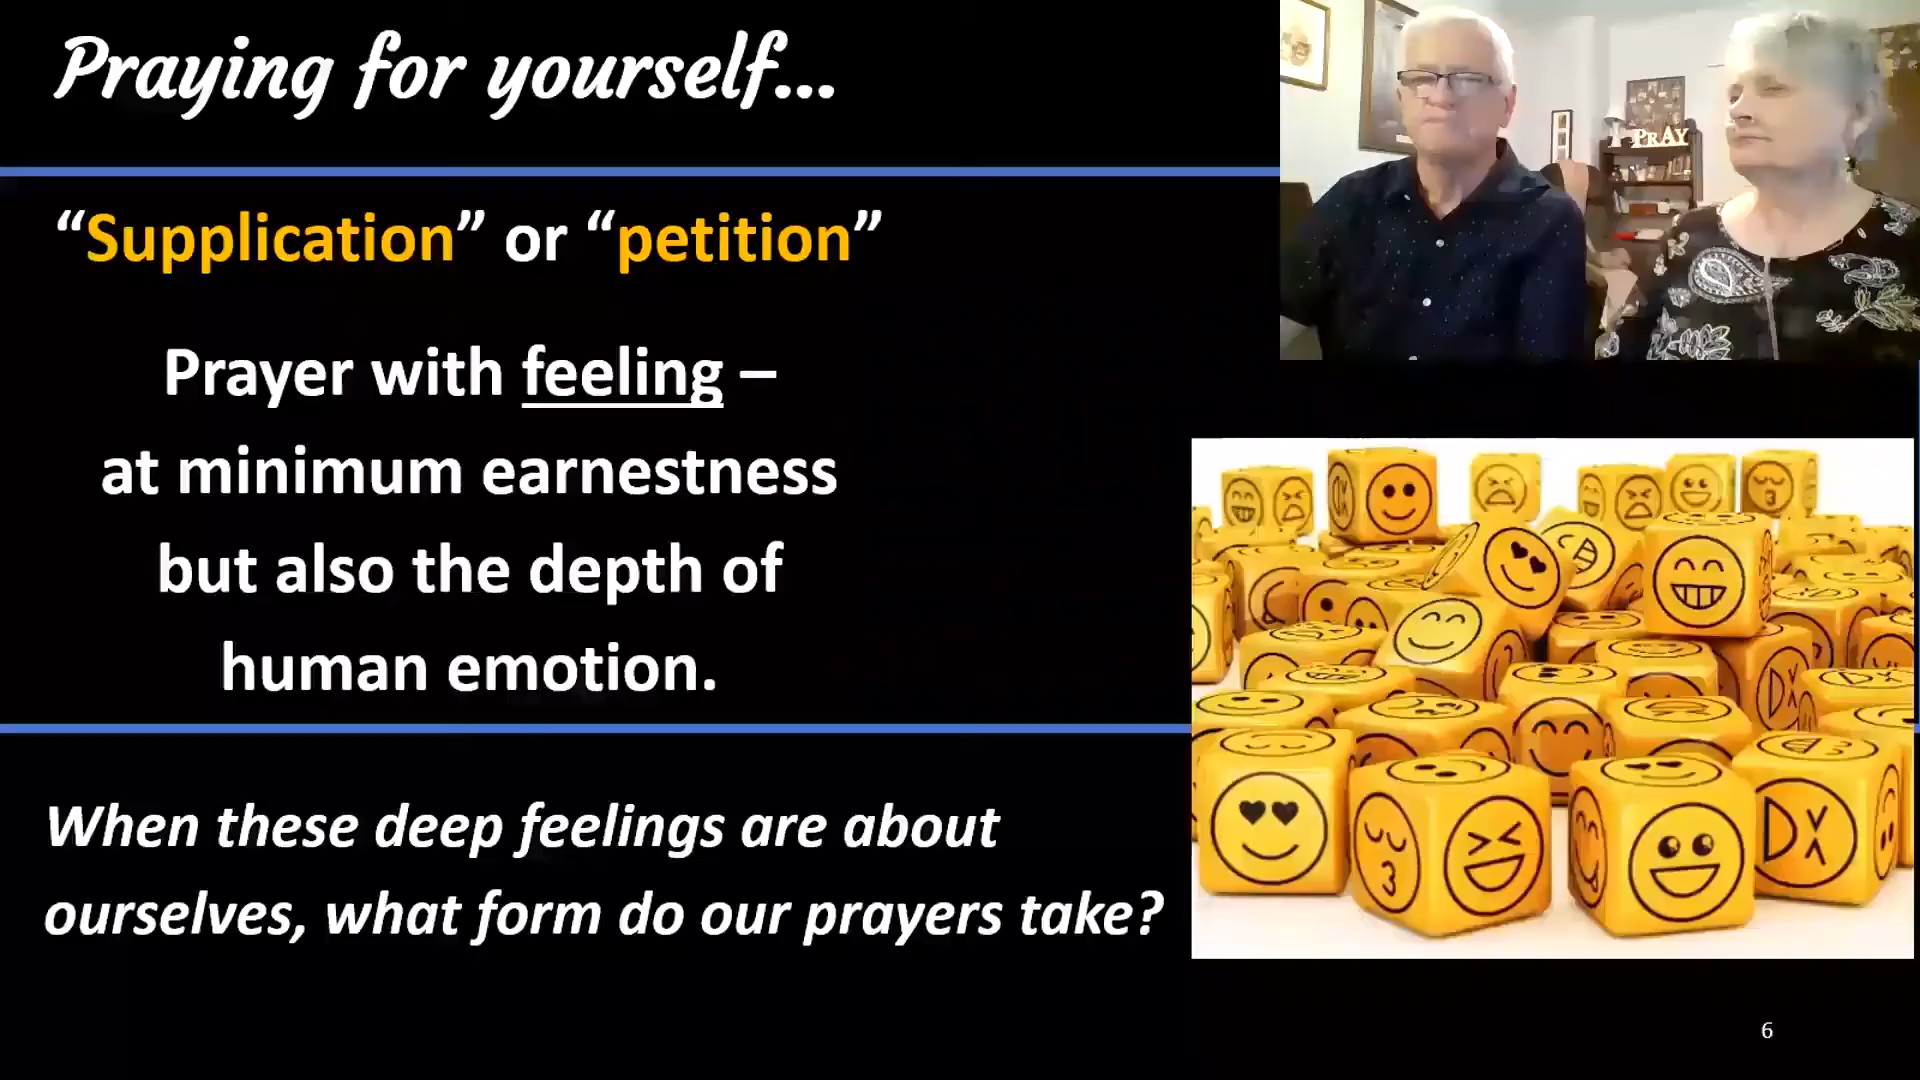 Praying for yourself...
“Supplication” or “petition”
Prayer with feeling –
at minimum earnestness
but also the depth of
human emotion.
When these deep feelings are about
ourselves, what form do our prayers take?
PRAY
6